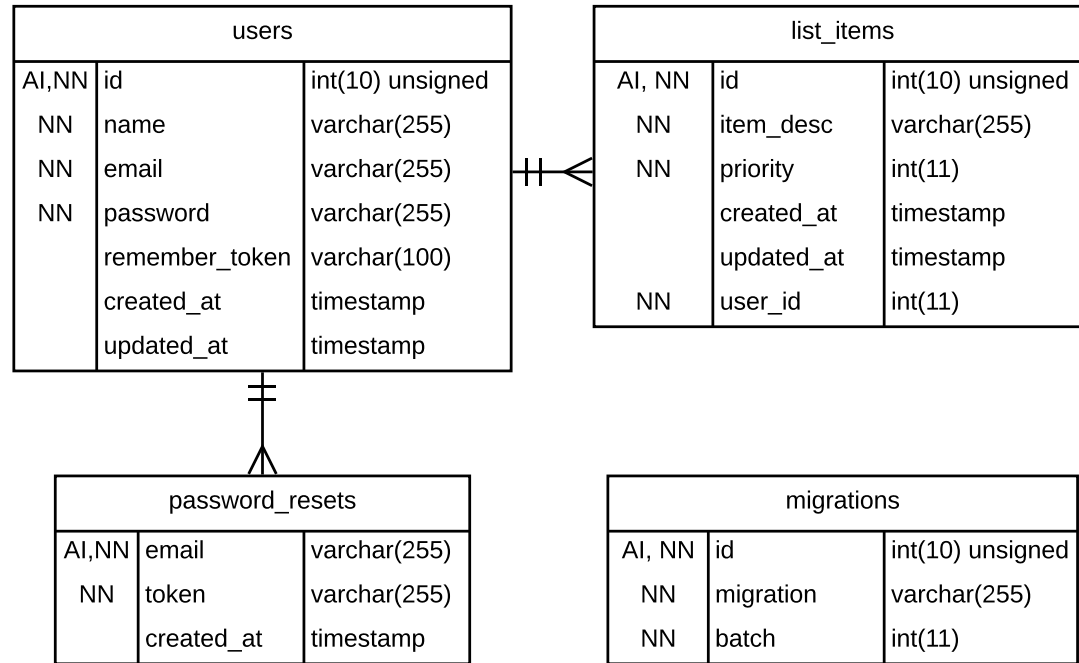 users
AI,NN id int(10) unsigned
NN name varchar(255)
NN email varchar(255)
NN password varchar(255)
remember_token varchar(100)
created_at timestamp
updated_at timestamp
list_items
AI, NN id int(10) unsigned
NN item_desc varchar(255)
NN priority int(11)
created_at timestamp
updated_at timestamp
NN user_id int(11)
password_resets
AI,NN email varchar(255)
NN token varchar(255)
created_at timestamp
migrations
AI, NN id int(10) unsigned
NN migration varchar(255)
NN batch int(11)